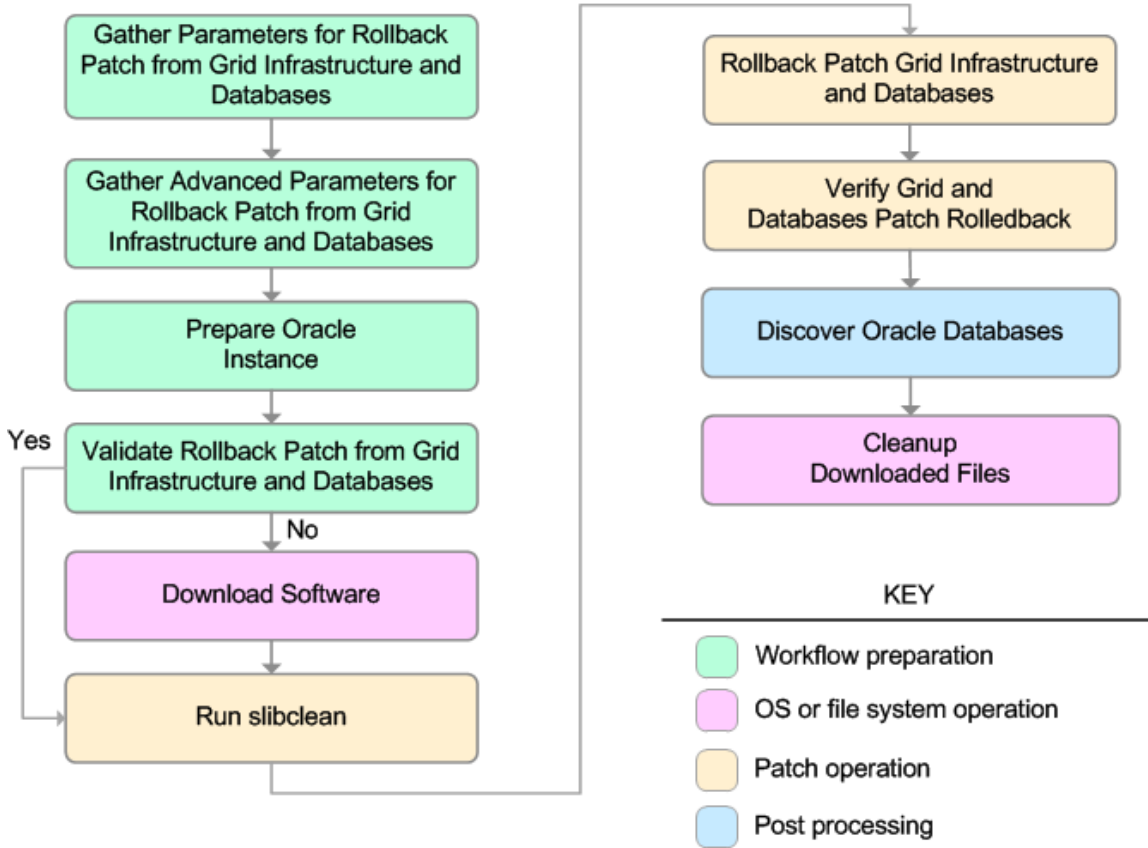 Gather Parameters for Rollback
Patch from Grid Infrastructure and
Databases
Gather Advanced Parameters for
Rollback Patch from Grid
Infrastructure and Databases
Prepare Oracle
Instance
Yes
Validate Rollback Patch from Grid
Infrastructure and Databases
No
Download Software
Run slibclean
Rollback Patch Grid Infrastructure
and Databases
Verify Grid and
Databases Patch Rolledback
Discover Oracle Databases
Cleanup
Downloaded Files
KEY
Workflow preparation
OS or file system operation
Patch operation
Post processing